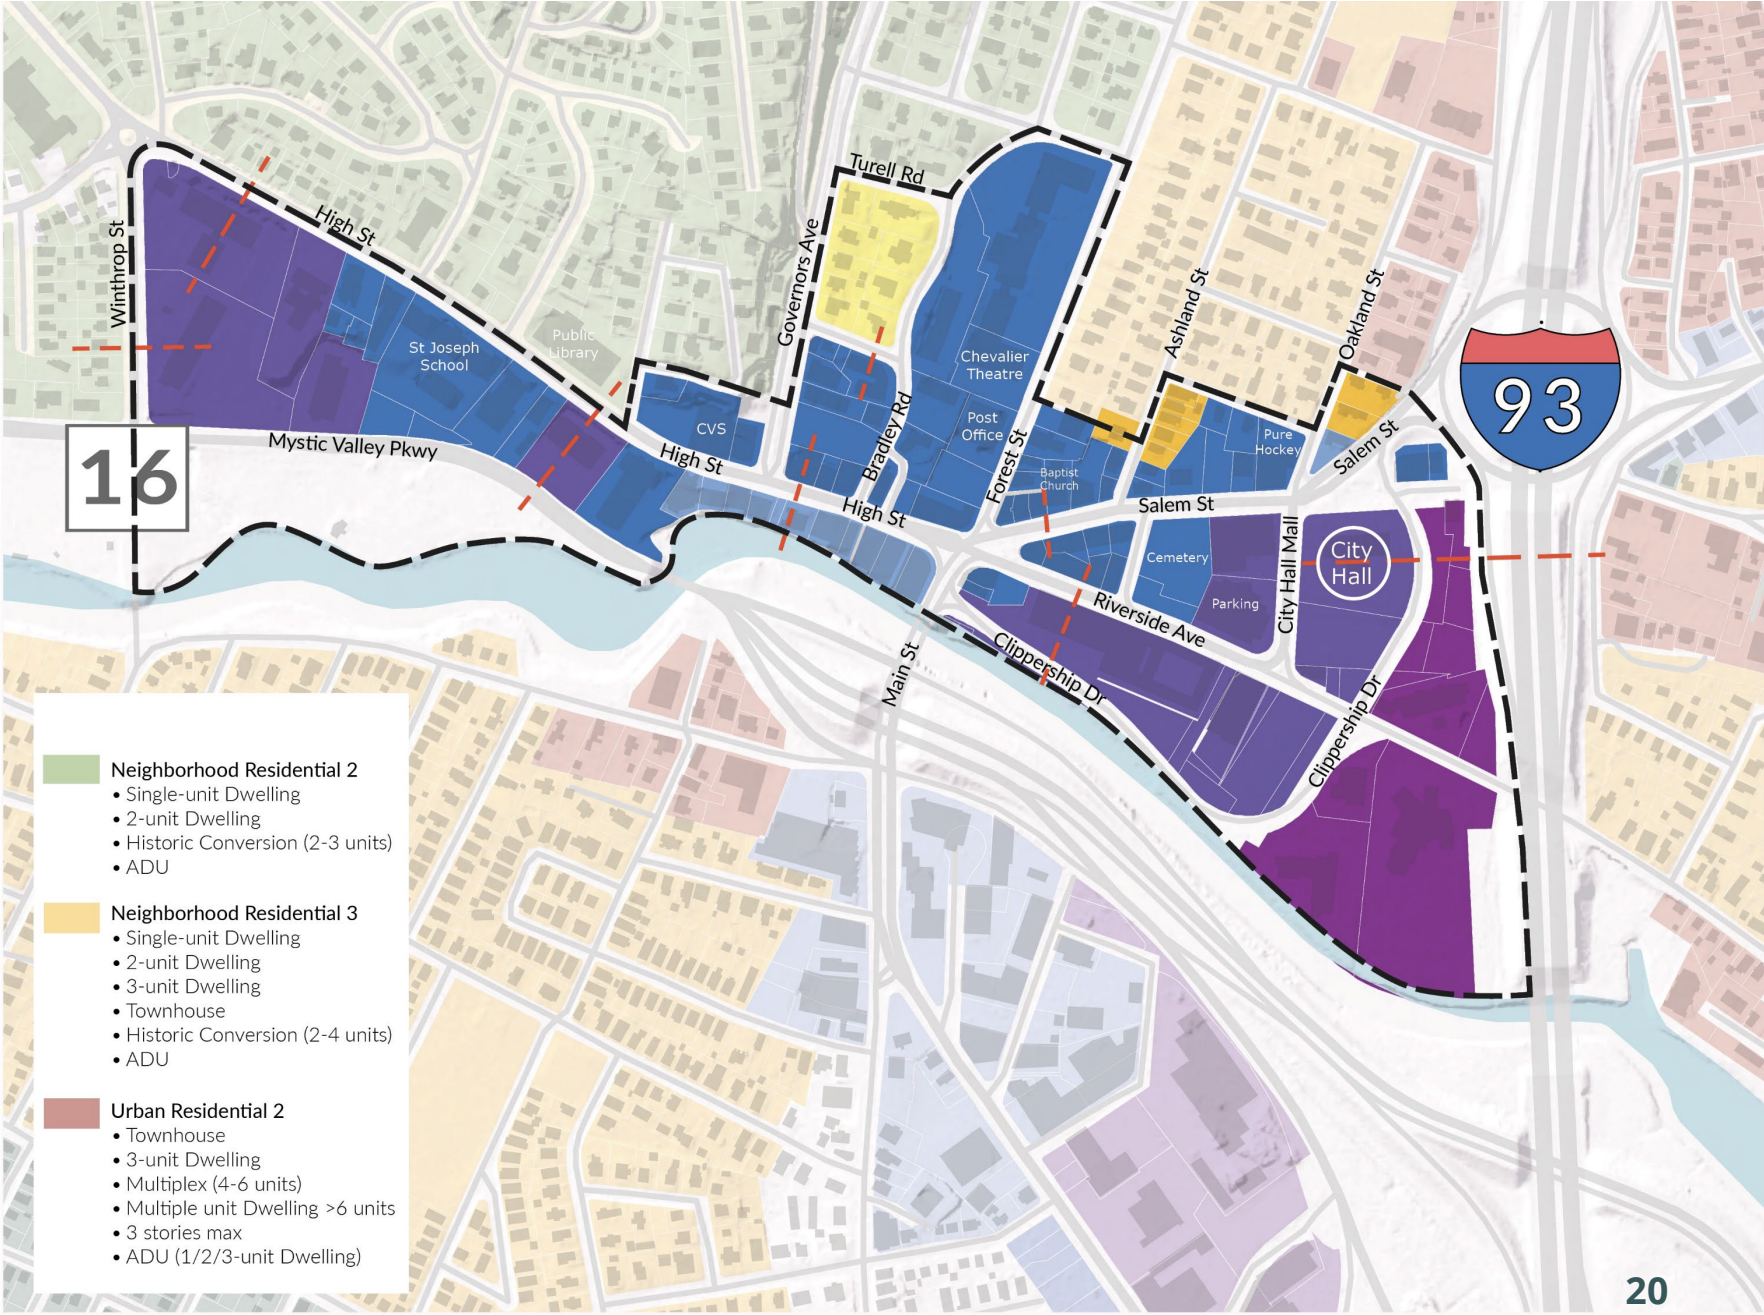 Turell Rd
High St
Winthrop St
Governors Ave
Ashland St
Oakland St
Public
Library
St Joseph
School
Chevalier
Theatre
93
CVS
Bradley Rd
Post
Office
Forest St
Pure
Hockey
Salem St
Mystic Valley Pkwy
High St
Baptist
Church
16
High St
Salem St
Cemetery
City Hall Mall
City
Hall
Parking
Riverside Ave
Clippership Dr
Main St
Clippership Dr
Neighborhood Residential 2
• Single-unit Dwelling
• 2-unit Dwelling
• Historic Conversion (2-3 units)
• ADU
Neighborhood Residential 3
• Single-unit Dwelling
• 2-unit Dwelling
• 3-unit Dwelling
• Townhouse
• Historic Conversion (2-4 units)
• ADU
Urban Residential 2
• Townhouse
• 3-unit Dwelling
• Multiplex (4-6 units)
• Multiple unit Dwelling >6 units
• 3 stories max
• ADU (1/2/3-unit Dwelling)
20